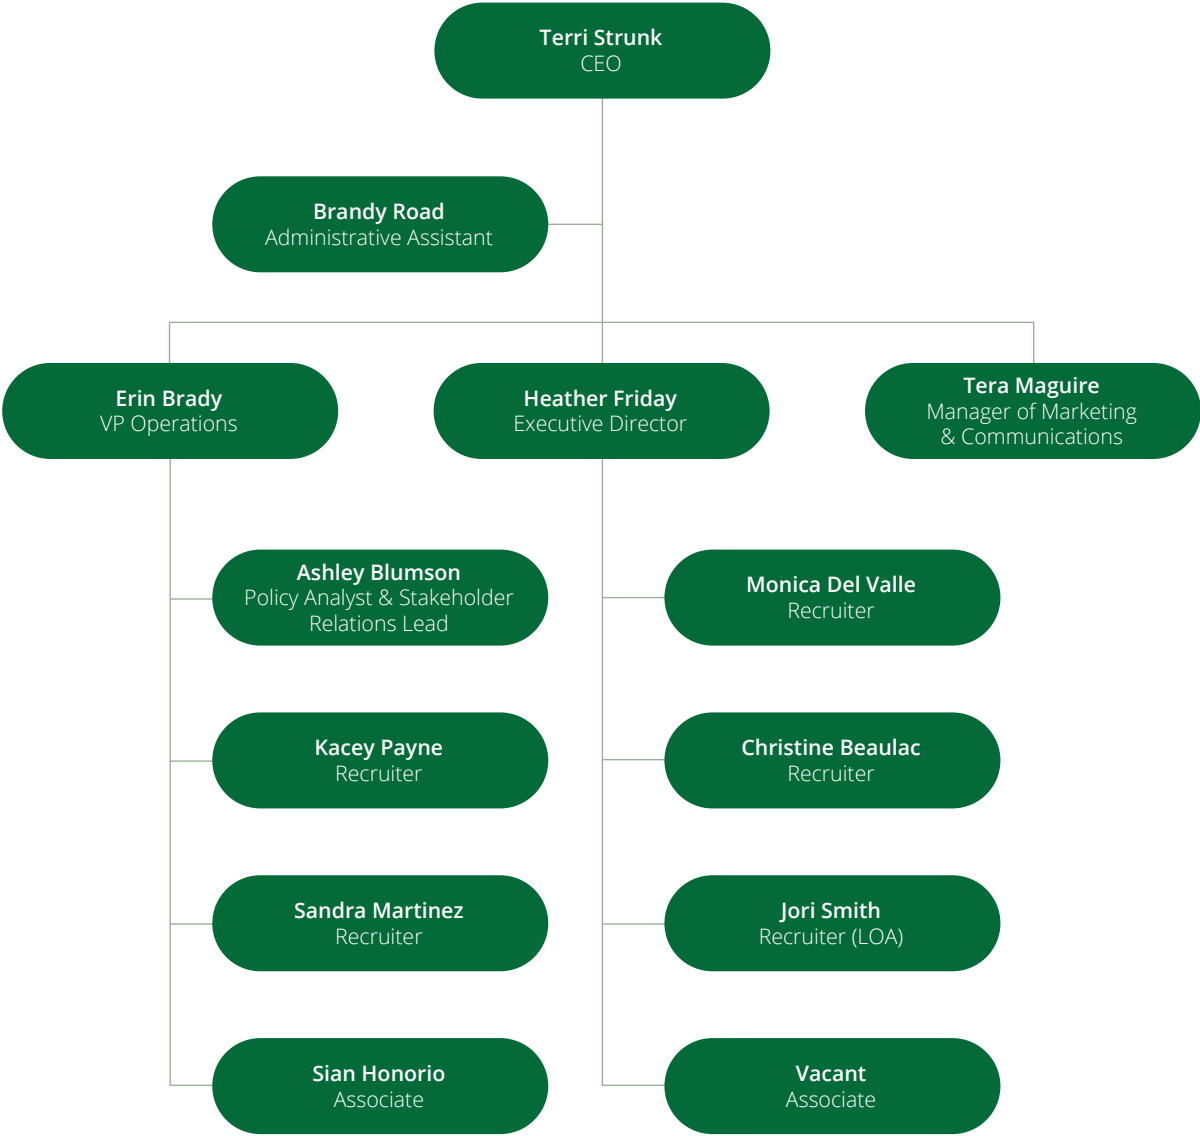 Terri Strunk
CEO
Brandy Road
Administrative Assistant
Erin Brady
VP Operations
Heather Friday
Executive Director
Tera Maguire
Manager of Marketing
& Communications
Ashley Blumson
Policy Analyst & Stakeholder
Relations Lead
Kacey Payne
Recruiter
Sandra Martinez
Recruiter
Sian Honorio
Associate
Monica Del Valle
Recruiter
Christine Beaulac
Recruiter
Jori Smith
Recruiter (LOA)
Vacant
Associate